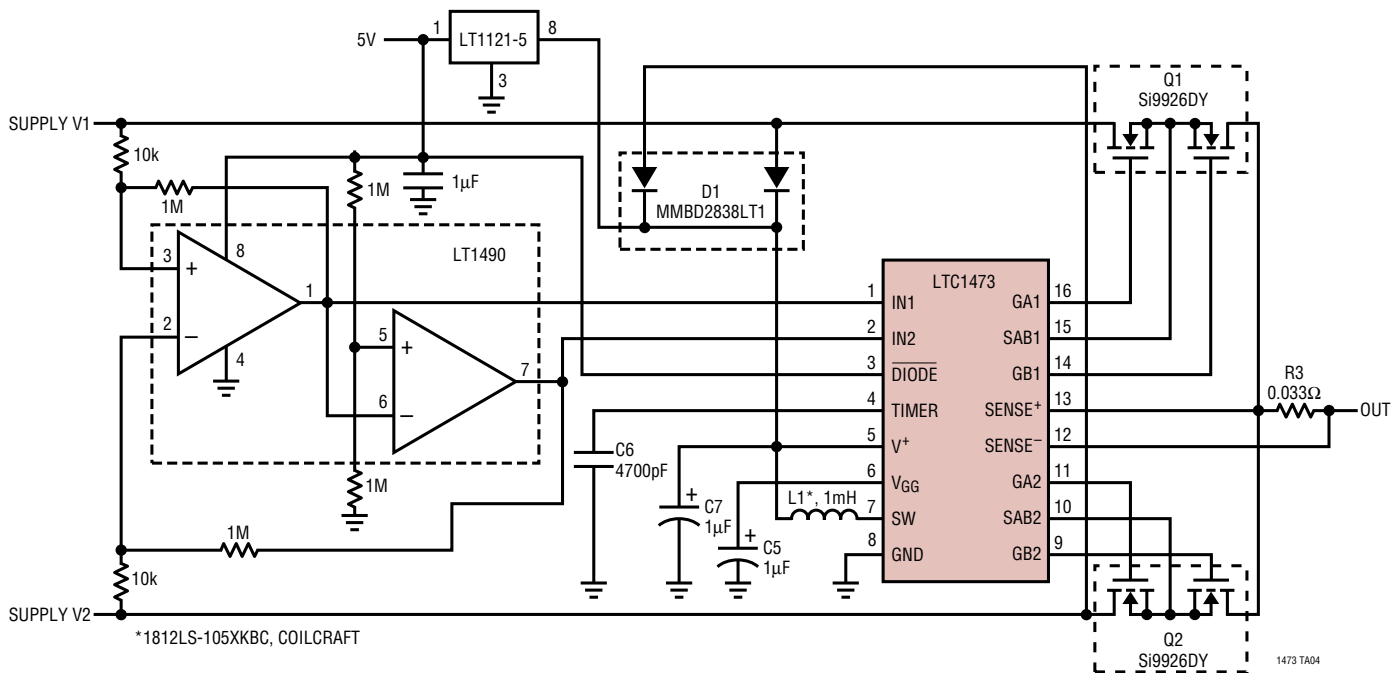 5V
1
LT1121-5
8
3
SUPPLY V1
10k
1M
1M
1µF
D1
MMBD2838LT1
Q1
Si9926DY
LT1490
3
+
8
2
–
4
1
5
+
6
–
7
1M
1M
10k
SUPPLY V2
*1812LS-105XKBC, COILCRAFT
C6
4700pF
+
C7
1µF
+
C5
1µF
L1*, 1mH
LTC1473
1
IN1
2
IN2
3
DIODE
4
TIMER
5
V+
6
VGG
7
SW
8
GND
GA1
16
SAB1
15
GB1
14
SENSE+
13
SENSE–
12
GA2
11
SAB2
10
GB2
9
R3
0.033Ω
OUT
Q2
Si9926DY
1473 TA04